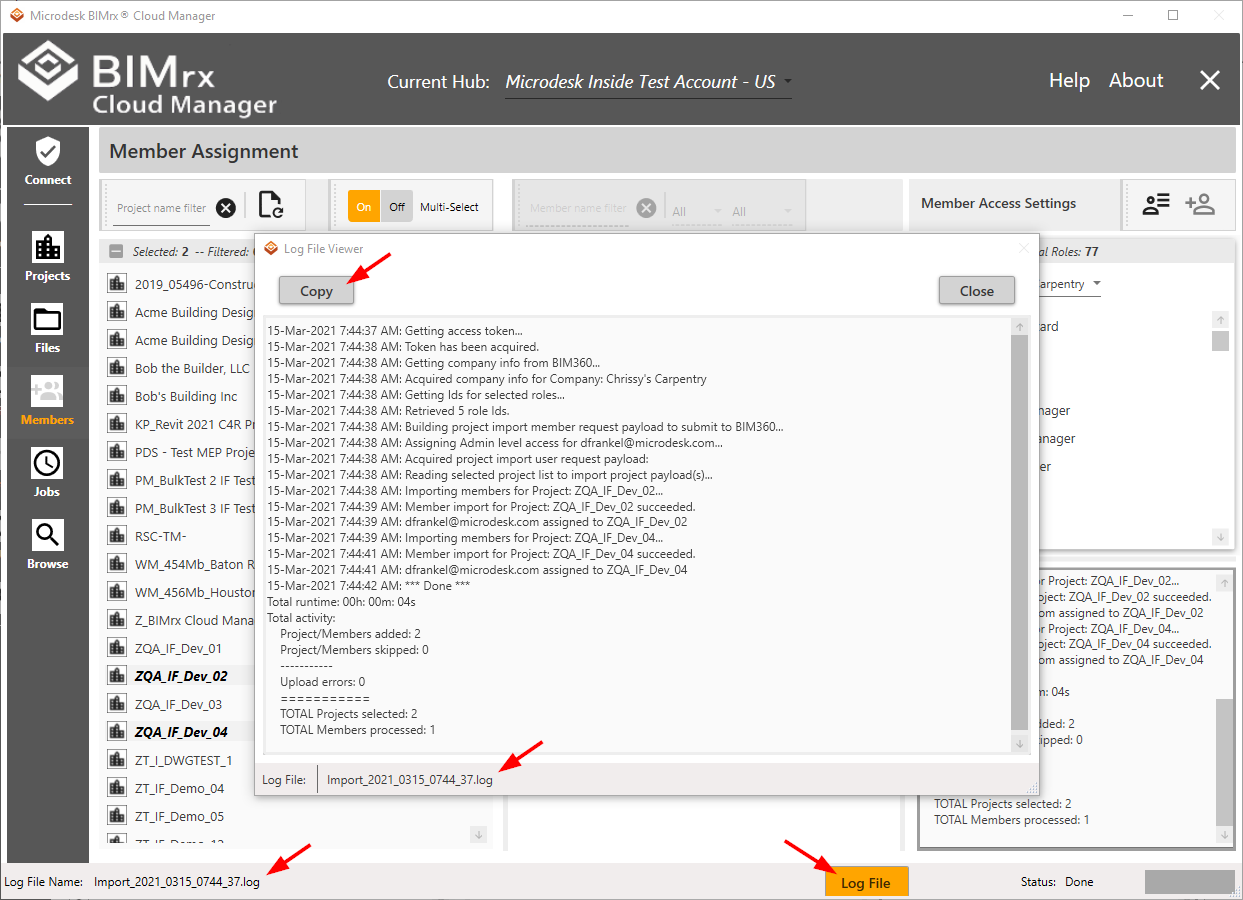 Microdesk BIMrx® Cloud Manager
BIMrx
Cloud Manager
Current Hub: Microdesk Inside Test Account - US
Help About
Connect
Projects
Files
Members
Jobs
Browse
Member Assignment
Project name filter
On Off Multi-Select
Member name filter
All All
Member Access Settings
Selected: 2 -- Filtered:
2019_05496-Constru
Acme Building Desig
Acme Building Desig
Bob the Builder, LLC
Bob's Building Inc
KP_Revit 2021 C4R P
PDS - Test MEP Proje
PM_BulkTest 2 IF Test
PM_BulkTest 3 IF Test
RSC-TM-
WM_454Mb_Baton R
WM_456Mb_Houston
Z_BIMrx Cloud Mana
ZQA_IF_Dev_01
ZQA_IF_Dev_02
ZQA_IF_Dev_03
ZQA_IF_Dev_04
ZT_I_DWGTEST_1
ZT_IF_Demo_04
ZT_IF_Demo_05
Log File Viewer
Copy
Close
15-Mar-2021 7:44:37 AM: Getting access token...
15-Mar-2021 7:44:38 AM: Token has been acquired.
15-Mar-2021 7:44:38 AM: Getting company info from BIM360...
15-Mar-2021 7:44:38 AM: Acquired company info for Company: Chrissy's Carpentry
15-Mar-2021 7:44:38 AM: Getting Ids for selected roles...
15-Mar-2021 7:44:38 AM: Retrieved 5 role Ids.
15-Mar-2021 7:44:38 AM: Building project import member request payload to submit to BIM360...
15-Mar-2021 7:44:38 AM: Assigning Admin level access for dfrankel@microdesk.com...
15-Mar-2021 7:44:38 AM: Acquired project import user request payload:
15-Mar-2021 7:44:38 AM: Reading selected project list to import project payload(s)...
15-Mar-2021 7:44:38 AM: Importing members for Project: ZQA_IF_Dev_02...
15-Mar-2021 7:44:39 AM: Member import for Project: ZQA_IF_Dev_02 succeeded.
15-Mar-2021 7:44:39 AM: dfrankel@microdesk.com assigned to ZQA_IF_Dev_02
15-Mar-2021 7:44:39 AM: Importing members for Project: ZQA_IF_Dev_04...
15-Mar-2021 7:44:41 AM: Member import for Project: ZQA_IF_Dev_04 succeeded.
15-Mar-2021 7:44:41 AM: dfrankel@microdesk.com assigned to ZQA_IF_Dev_04
15-Mar-2021 7:44:42 AM: *** Done ***
Total runtime: 00h: 00m: 04s
Total activity:
Project/Members added: 2
Project/Members skipped: 0
-----------
Upload errors: 0
===========
TOTAL Projects selected: 2
TOTAL Members processed: 1
Log File: Import_2021_0315_0744_37.log
al Roles: 77
arpentry
ard
nager
anager
er
or Project: ZQA_IF_Dev_02...
oject: ZQA_IF_Dev_02 succeeded.
om assigned to ZQA_IF_Dev_02
or Project: ZQA_IF_Dev_04...
oject: ZQA_IF_Dev_04 succeeded.
om assigned to ZQA_IF_Dev_04
m: 04s
dded: 2
ipped: 0
TOTAL Projects selected: 2
TOTAL Members processed: 1
Log File Name: Import_2021_0315_0744_37.log
Log File
Status: Done